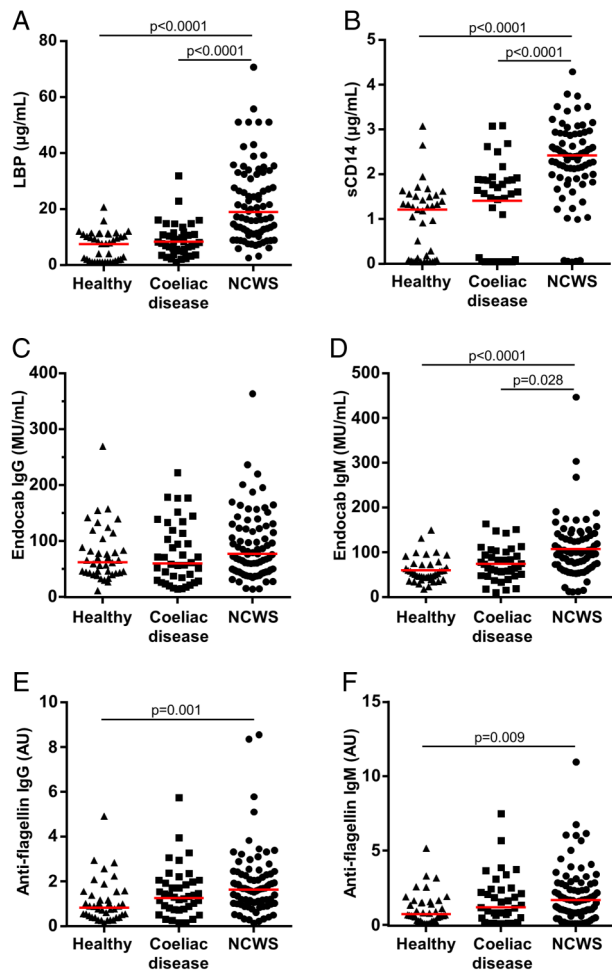 A
p<0.0001
p<0.0001
LBP (µg/mL)
80
60
40
20
0
Healthy
Coeliac
disease
NCWS
B
p<0.0001
p<0.0001
sCD14 (µg/mL)
5
4
3
2
1
0
Healthy
Coeliac
disease
NCWS
C
Endocab IgG (MU/mL)
400
300
200
100
50
0
Healthy
Coeliac
disease
NCWS
D
p<0.0001
p=0.028
Endocab IgM (MU/mL)
500
400
300
200
100
0
Healthy
Coeliac
disease
NCWS
E
p=0.001
Anti-flagellin IgG (AU)
10
8
6
4
2
0
Healthy
Coeliac
disease
NCWS
F
p=0.009
Anti-flagellin IgM (AU)
15
10
5
0
Healthy
Coeliac
disease
NCWS